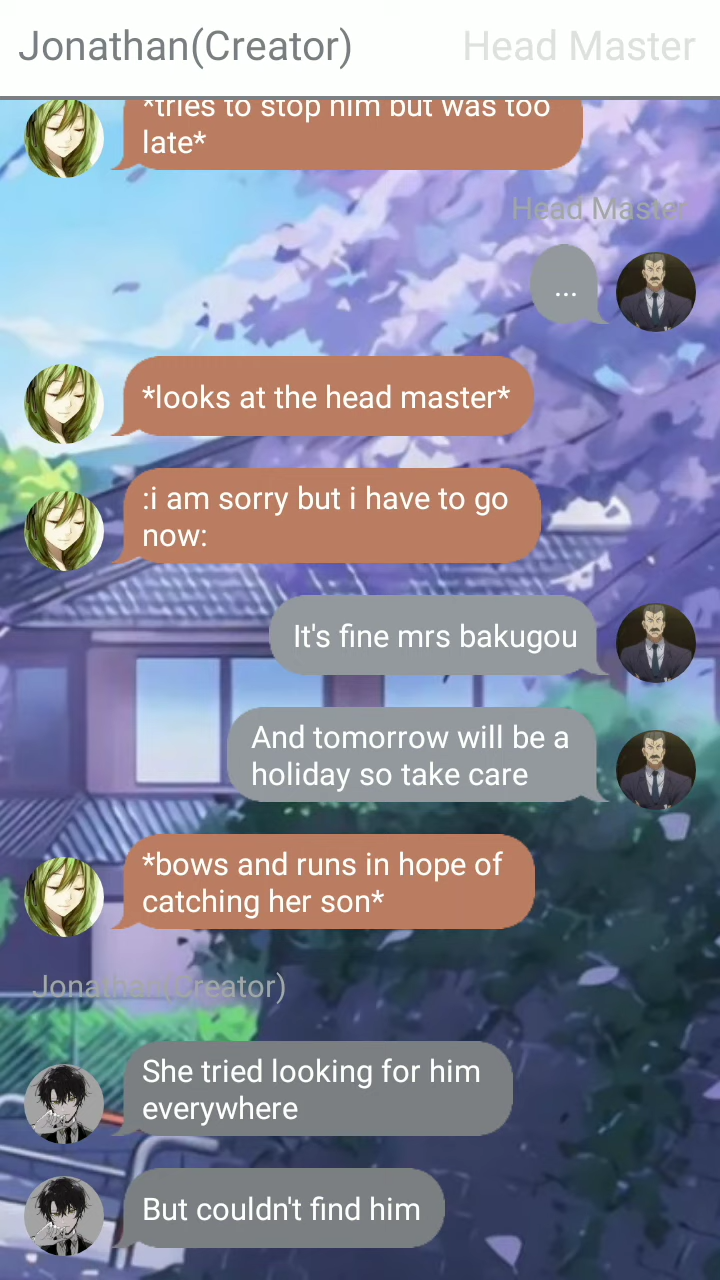 Jonathan(Creator)
Head Master
*tries to stop him but was too
late*
Head Master
...
*looks at the head master*
:i am sorry but i have to go
now:
It's fine mrs bakugou
And tomorrow will be a
holiday so take care
*bows and runs in hope of
catching her son*
Jonathan(Creator)
She tried looking for him
everywhere
But couldn't find him